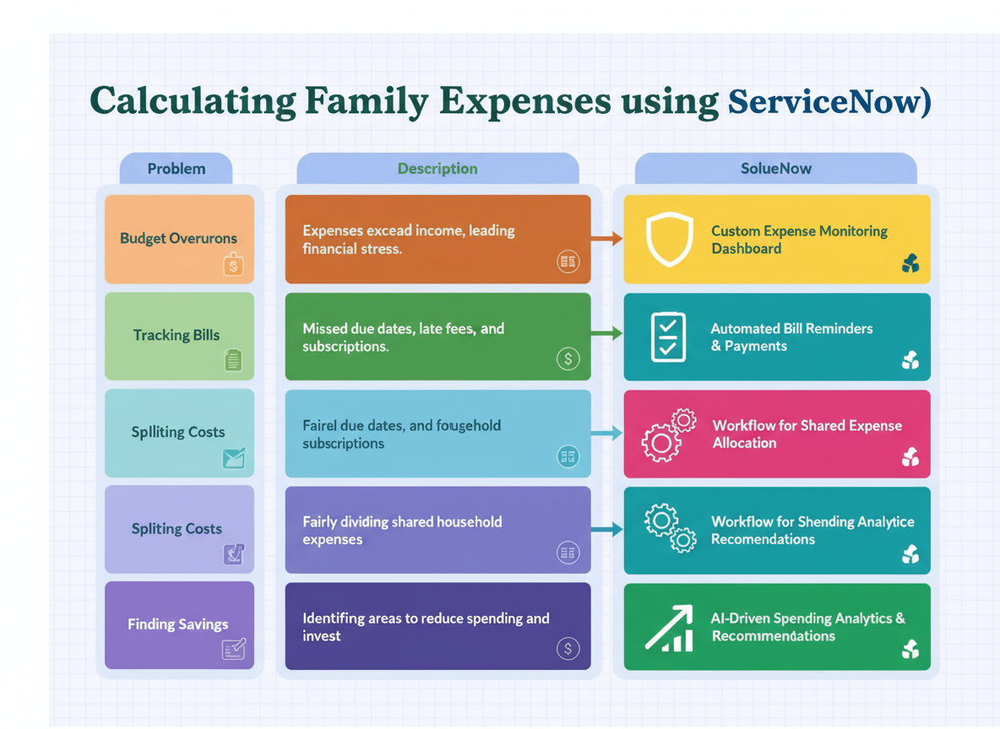 Calculating Family Expenses using ServiceNow)
Problem
Description
SolueNow
Budget Overurons
Expenses excead income, leading
financial stress.
Custom Expense Monitoring
Dashboard
Tracking Bills
Missed due dates, late fees, and
subscriptions.
Automated Bill Reminders
& Payments
Splliting Costs
Fairel due dates, and fougehold
subscriptions
Workflow for Shared Expense
Allocation
Spliting Costs
Fairly dividing shared household
expenses
Workflow for Shending Analytice
Recomendations
Finding Savings
Identifing areas to reduce spending and
invest
AI-Driven Spending Analytics &
Recommendations